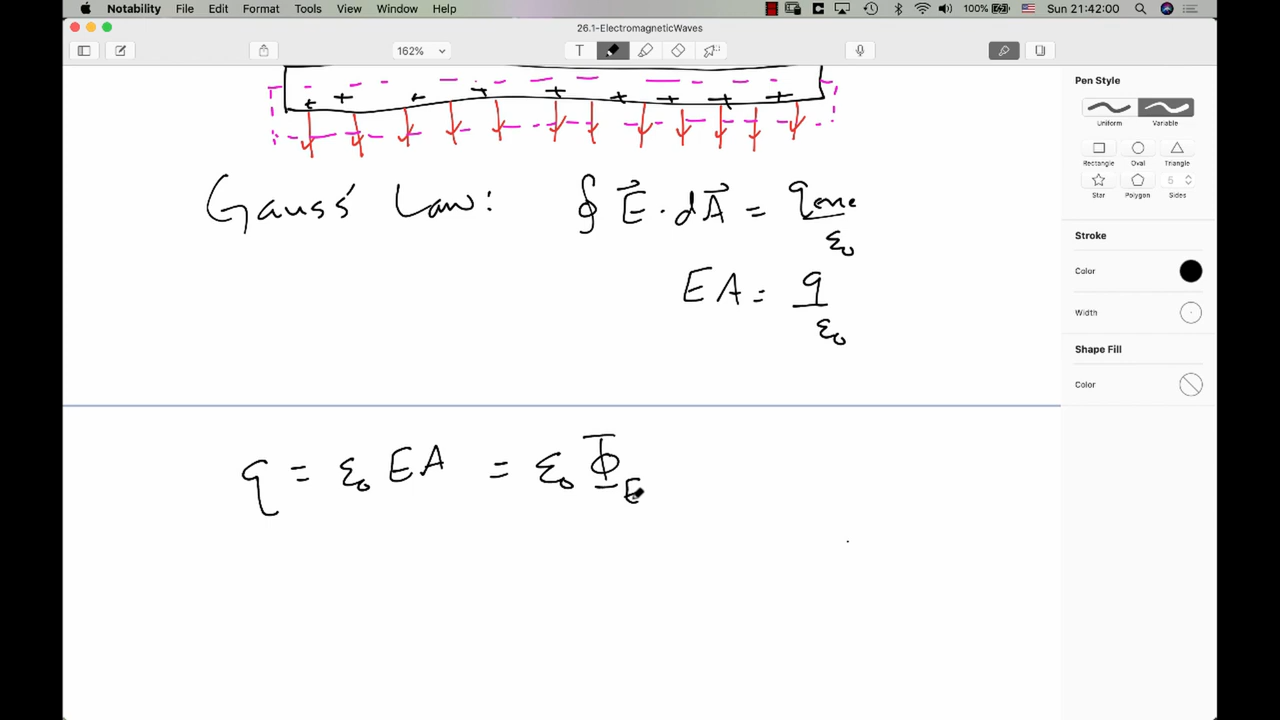 Notability File Edit Format Tools View Window Help 100% Sun 21:42:00
26.1-ElectromagneticWaves
162% T
Pen Style
Uniform Variable
Rectangle Oval Triangle
5
Star Polygon Sides
Stroke
Color
Width
Shape Fill
Color
+ + + + + + + +
Gauss' Law: ∮ E⃗ · dA⃗ = qenc/ε₀
EA = q/ε₀
q = ε₀ EA = ε₀ Φ_E